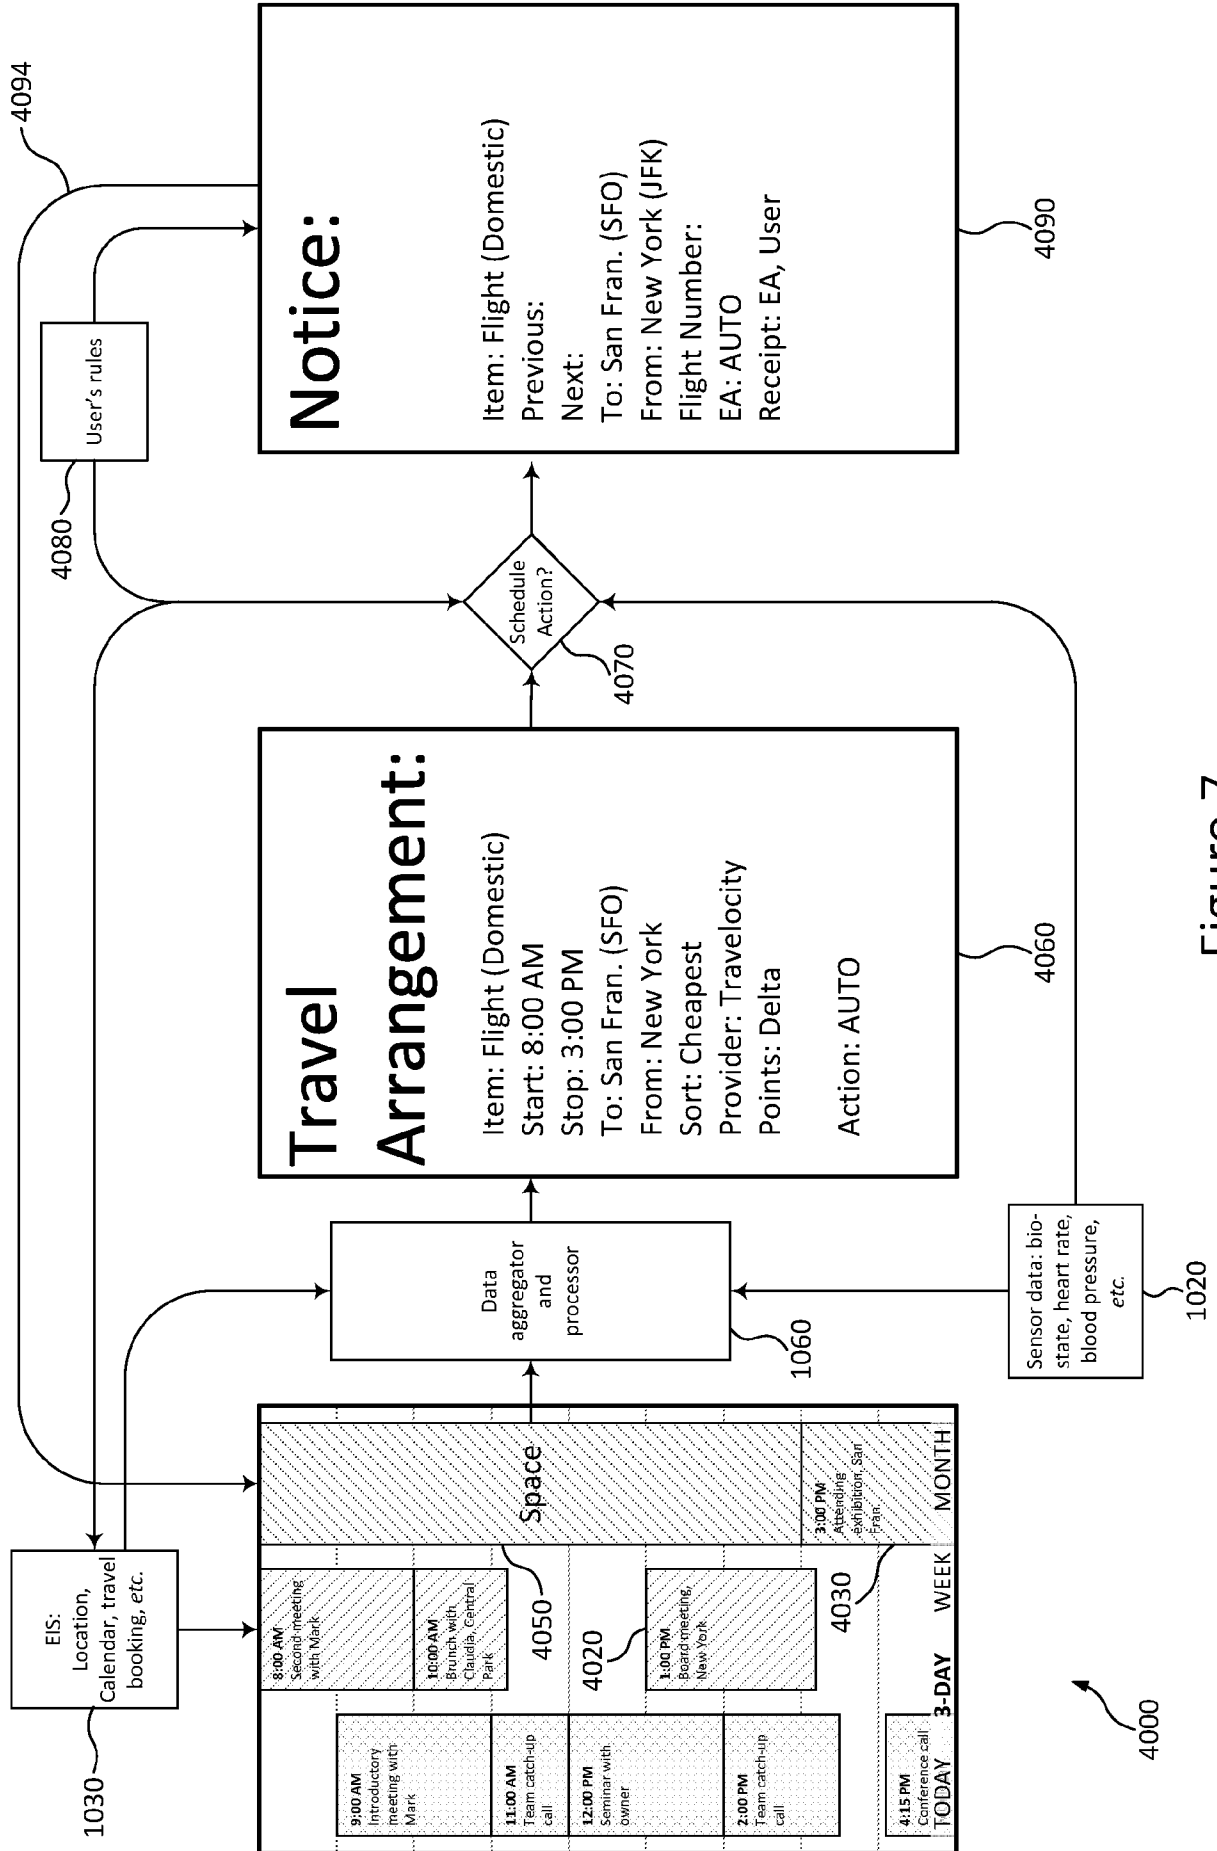 1030
EIS:
Location,
Calendar, travel
booking, etc.
9:00 AM
Introductory
meeting with
Mark
11:00 AM
Team catch-up
call
12:00 PM
Seminar with
owner
2:00 PM
Team catch-up
call
4:15 PM
Conference call
8:00 AM
Second meeting
with Mark
10:00 AM
Brunch with
Claudia, Central
Park
1:00 PM
Board meeting,
New York
Space
3:00 PM
Attending
exhibition, San
Fran.
TODAY 3-DAY WEEK MONTH
4050
4020
4030
4000
Data
aggregator
and
processor
1060
Sensor data: bio-
state, heart rate,
blood pressure,
etc.
1020
Travel
Arrangement:
Item: Flight (Domestic)
Start: 8:00 AM
Stop: 3:00 PM
To: San Fran. (SFO)
From: New York
Sort: Cheapest
Provider: Travelocity
Points: Delta
Action: AUTO
4060
Schedule
Action?
4070
User's rules
4080
4094
Notice:
Item: Flight (Domestic)
Previous:
Next:
To: San Fran. (SFO)
From: New York (JFK)
Flight Number:
EA: AUTO
Receipt: EA, User
4090
Figure 7